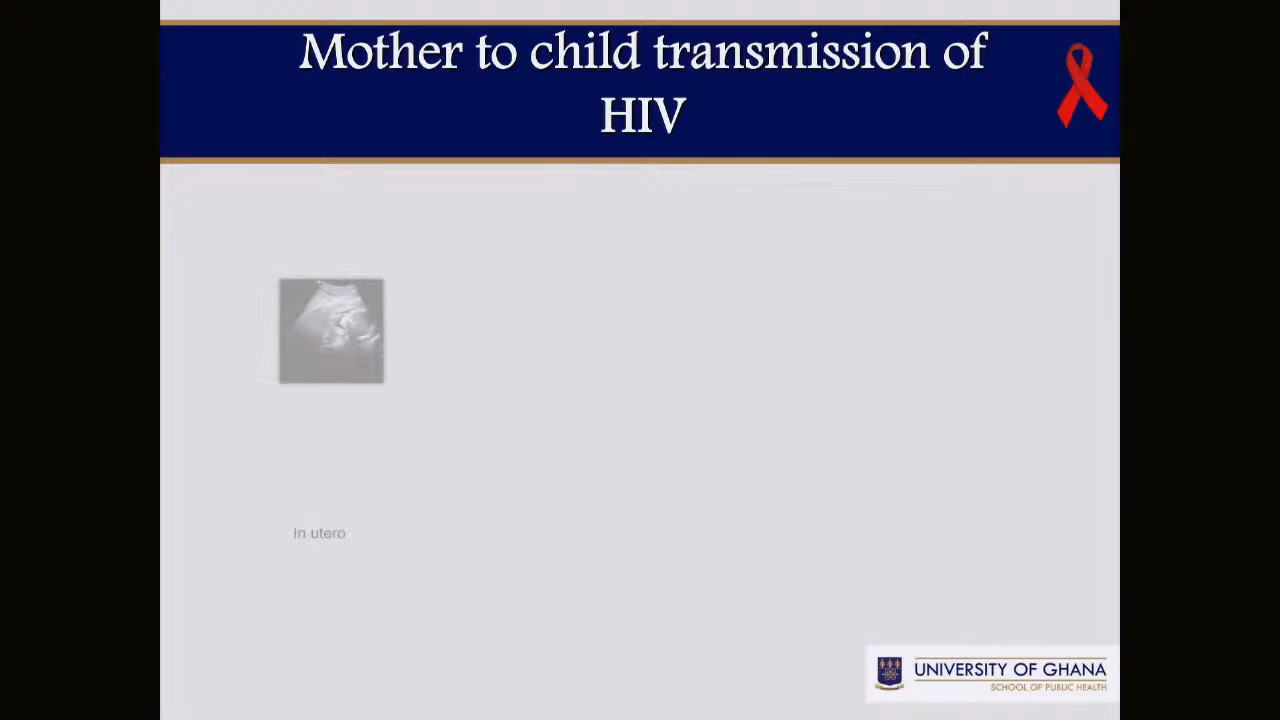 Mother to child transmission of
HIV
In utero
UNIVERSITY OF GHANA
SCHOOL OF PUBLIC HEALTH